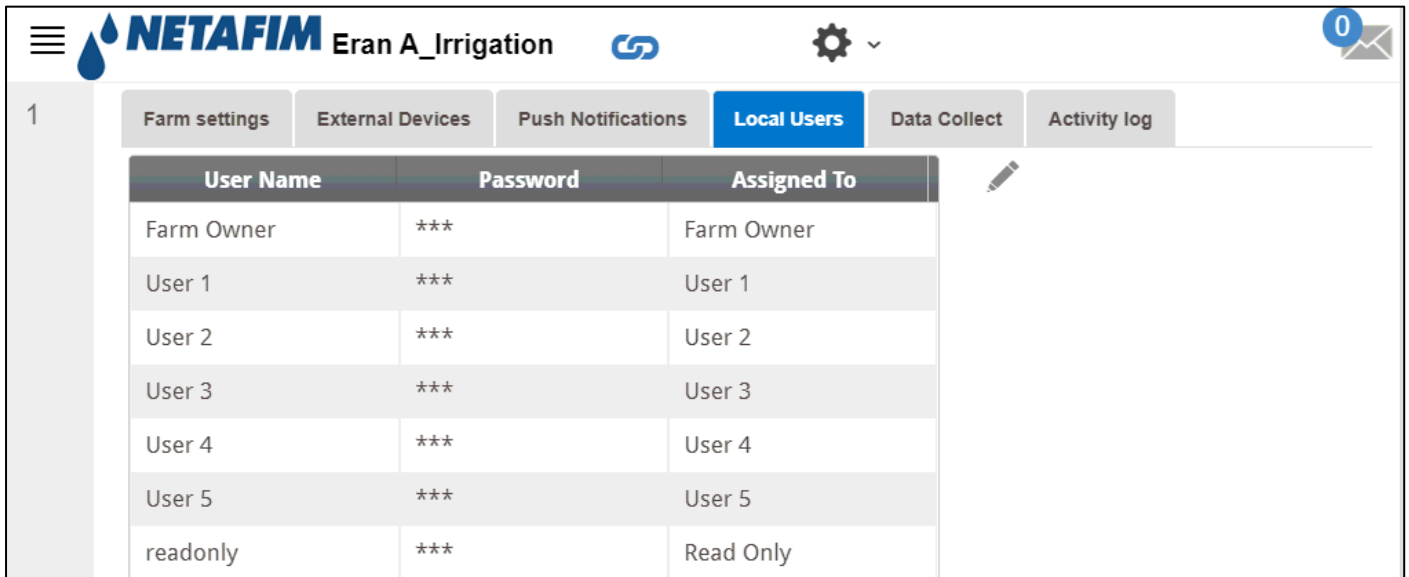 NETAFIM Eran A_Irrigation 0
1 Farm settings External Devices Push Notifications Local Users Data Collect Activity log
User Name Password Assigned To
Farm Owner *** Farm Owner
User 1 *** User 1
User 2 *** User 2
User 3 *** User 3
User 4 *** User 4
User 5 *** User 5
readonly *** Read Only